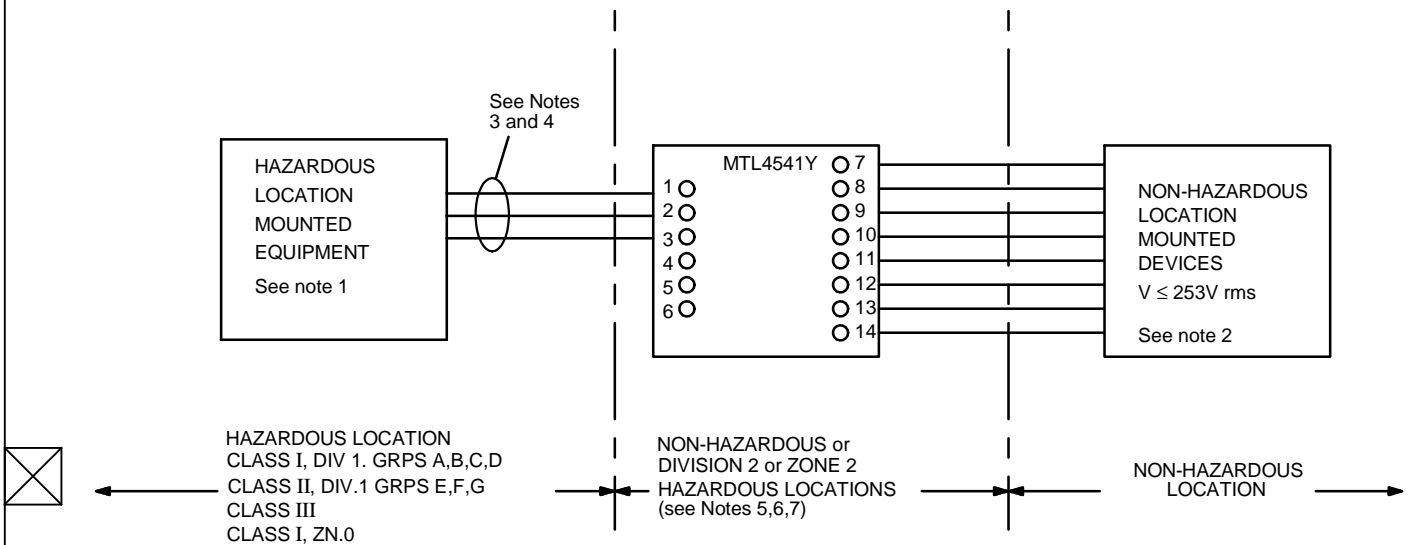 See Notes
3 and 4
HAZARDOUS
LOCATION
MOUNTED
EQUIPMENT
See note 1
MTL4541Y
1
2
3
4
5
6
7
8
9
10
11
12
13
14
NON-HAZARDOUS
LOCATION
MOUNTED
DEVICES
V ≤ 253V rms
See note 2
HAZARDOUS LOCATION
CLASS I, DIV 1. GRPS A,B,C,D
CLASS II, DIV.1 GRPS E,F,G
CLASS III
CLASS I, ZN.0
NON-HAZARDOUS or
DIVISION 2 or ZONE 2
HAZARDOUS LOCATIONS
(see Notes 5,6,7)
NON-HAZARDOUS
LOCATION